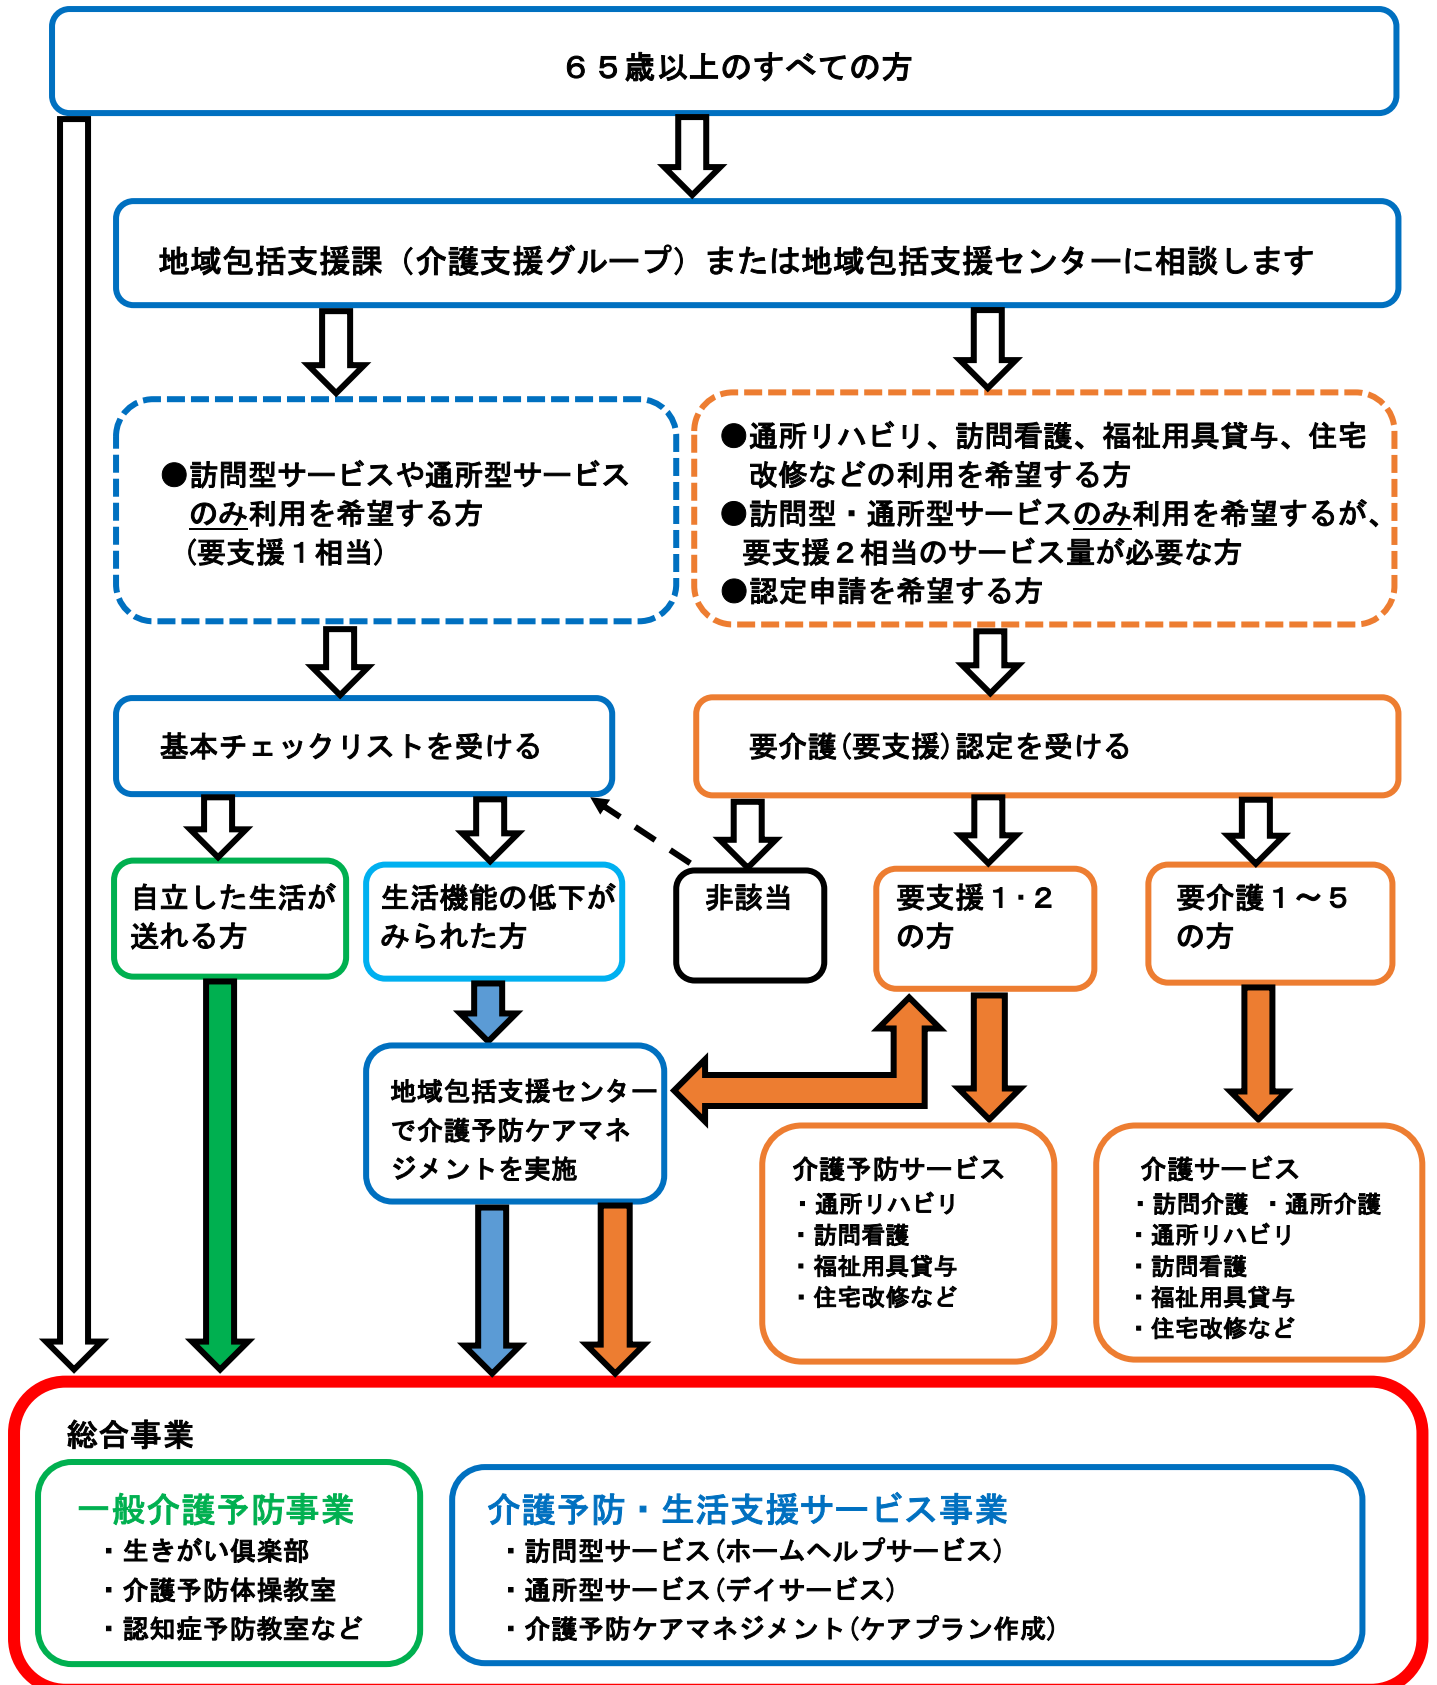 ６５歳以上のすべての方
地域包括支援課（介護支援グループ）または地域包括支援センターに相談します
●訪問型サービスや通所型サービス
のみ利用を希望する方
(要支援１相当)
●通所リハビリ、訪問看護、福祉用具貸与、住宅
改修などの利用を希望する方
●訪問型・通所型サービスのみ利用を希望するが、
要支援２相当のサービス量が必要な方
●認定申請を希望する方
基本チェックリストを受ける
要介護(要支援)認定を受ける
自立した生活が
送れる方
生活機能の低下が
みられた方
非該当
要支援１・２
の方
要介護１～５
の方
地域包括支援センター
で介護予防ケアマネ
ジメントを実施
介護予防サービス
・通所リハビリ
・訪問看護
・福祉用具貸与
・住宅改修など
介護サービス
・訪問介護 ・通所介護
・通所リハビリ
・訪問看護
・福祉用具貸与
・住宅改修など
総合事業
一般介護予防事業
・生きがい倶楽部
・介護予防体操教室
・認知症予防教室など
介護予防・生活支援サービス事業
・訪問型サービス(ホームヘルプサービス)
・通所型サービス(デイサービス)
・介護予防ケアマネジメント(ケアプラン作成)